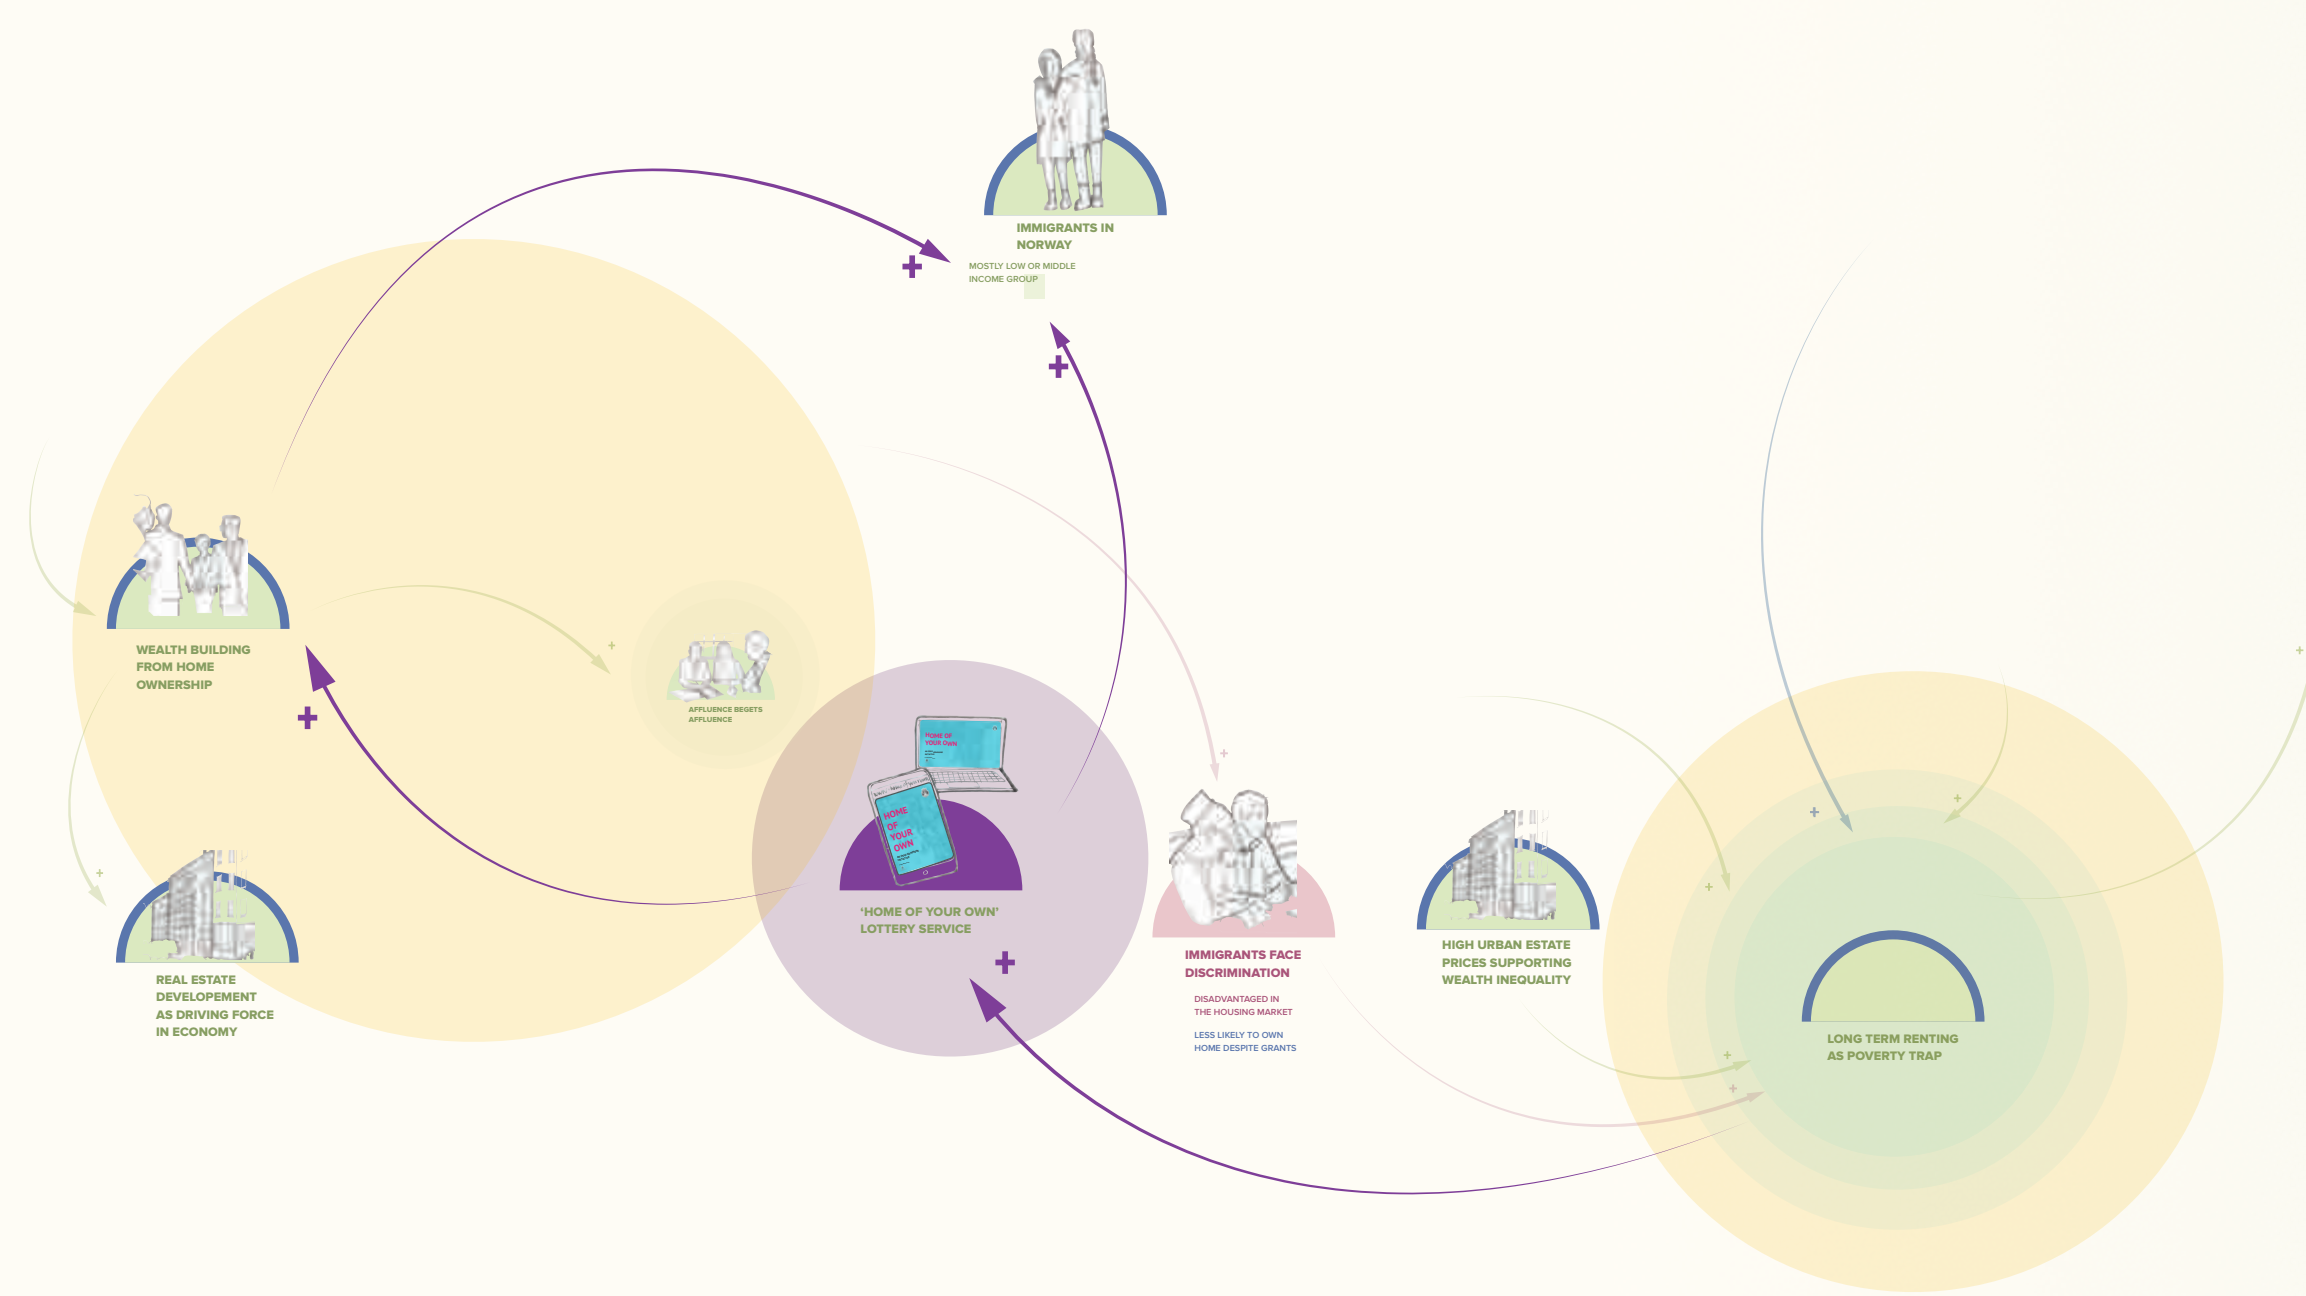 IMMIGRANTS IN
NORWAY
MOSTLY LOW OR MIDDLE
INCOME GROUP
WEALTH BUILDING
FROM HOME
OWNERSHIP
AFFLUENCE BEGETS
AFFLUENCE
HOME OF
YOUR OWN
HOME
OF
YOUR
OWN
‘HOME OF YOUR OWN’
LOTTERY SERVICE
REAL ESTATE
DEVELOPEMENT
AS DRIVING FORCE
IN ECONOMY
IMMIGRANTS FACE
DISCRIMINATION
DISADVANTAGED IN
THE HOUSING MARKET
LESS LIKELY TO OWN
HOME DESPITE GRANTS
HIGH URBAN ESTATE
PRICES SUPPORTING
WEALTH INEQUALITY
LONG TERM RENTING
AS POVERTY TRAP